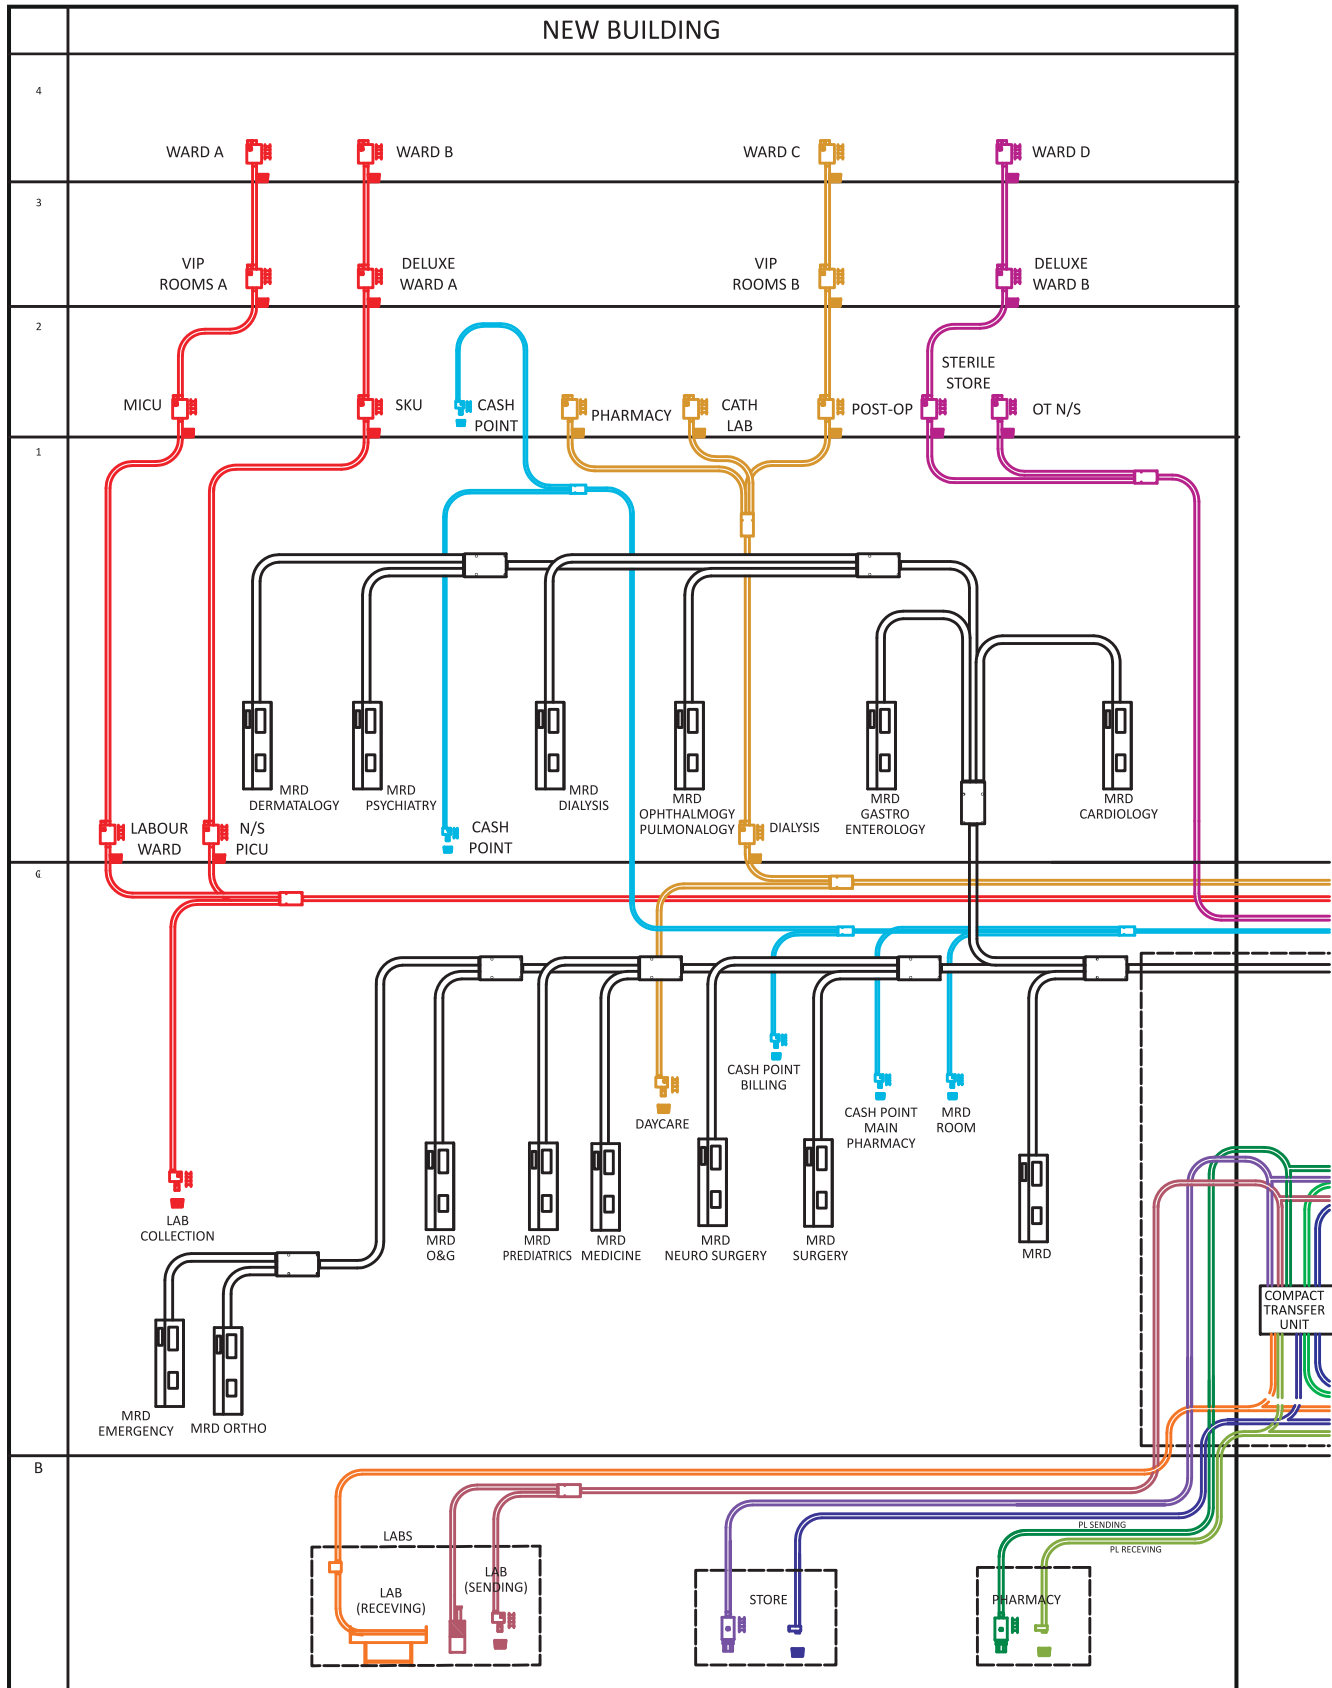 NEW BUILDING
4
WARD A
WARD B
WARD C
WARD D
3
VIP
ROOMS A
DELUXE
WARD A
VIP
ROOMS B
DELUXE
WARD B
2
MICU
SKU
CASH
POINT
PHARMACY
CATH
LAB
POST-OP
STERILE
STORE
OT N/S
1
MRD
DERMATALOGY
MRD
PSYCHIATRY
MRD
DIALYSIS
MRD
OPHTHALMOGY
PULMONALOGY
MRD
GASTRO
ENTEROLOGY
MRD
CARDIOLOGY
LABOUR
WARD
N/S
PICU
CASH
POINT
DIALYSIS
G
CASH POINT
BILLING
DAYCARE
CASH POINT
MAIN
PHARMACY
MRD
ROOM
LAB
COLLECTION
MRD
O&G
MRD
PREDIATRICS
MRD
MEDICINE
MRD
NEURO SURGERY
MRD
SURGERY
MRD
COMPACT
TRANSFER
UNIT
MRD
EMERGENCY
MRD ORTHO
B
PL SENDING
PL RECEVING
LABS
LAB
(RECEVING)
LAB
(SENDING)
STORE
PHARMACY